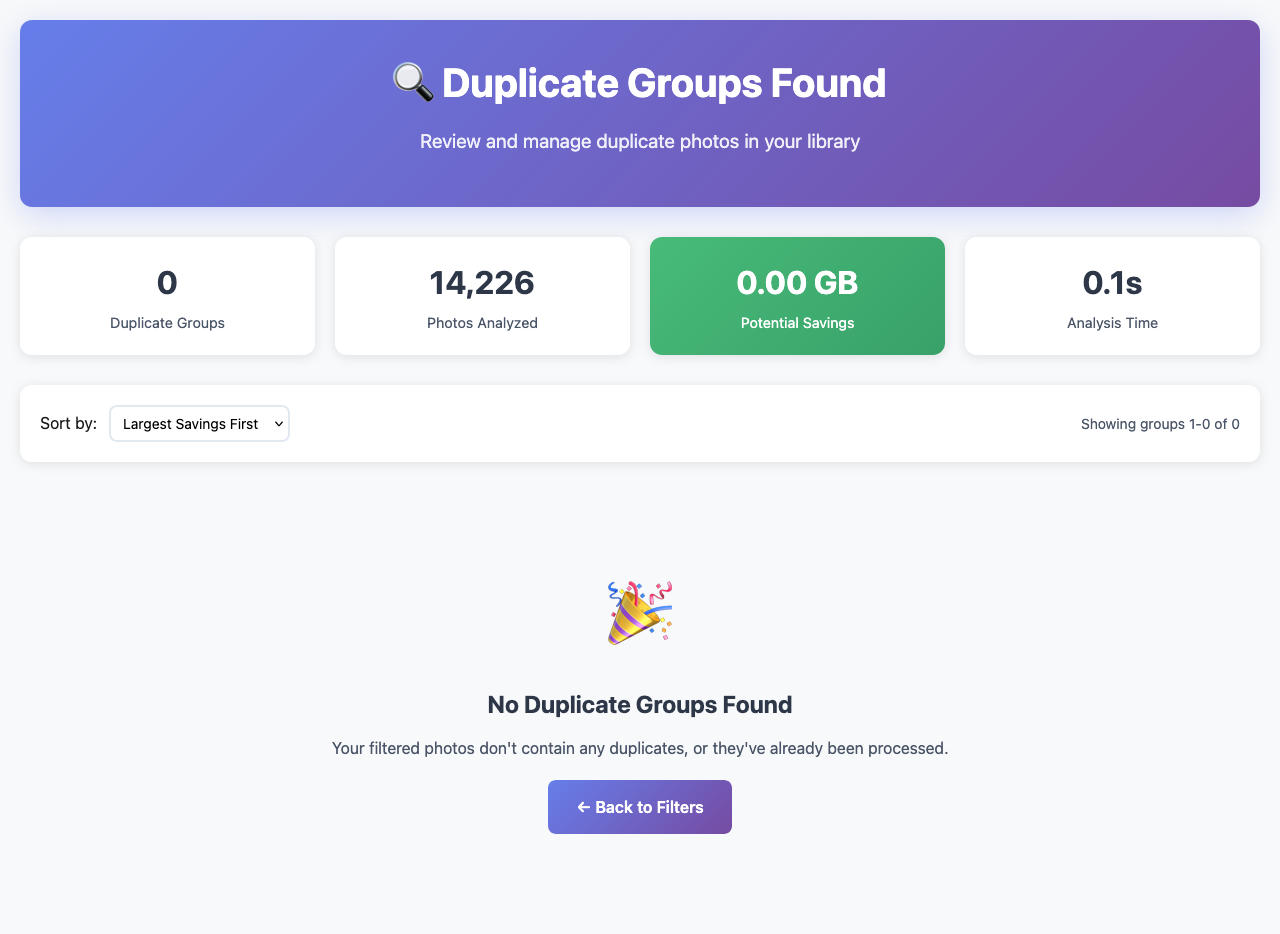 Duplicate Groups Found
Review and manage duplicate photos in your library
0
Duplicate Groups
14,226
Photos Analyzed
0.00 GB
Potential Savings
0.1s
Analysis Time
Sort by: Largest Savings First
Showing groups 1-0 of 0
No Duplicate Groups Found
Your filtered photos don't contain any duplicates, or they've already been processed.
← Back to Filters